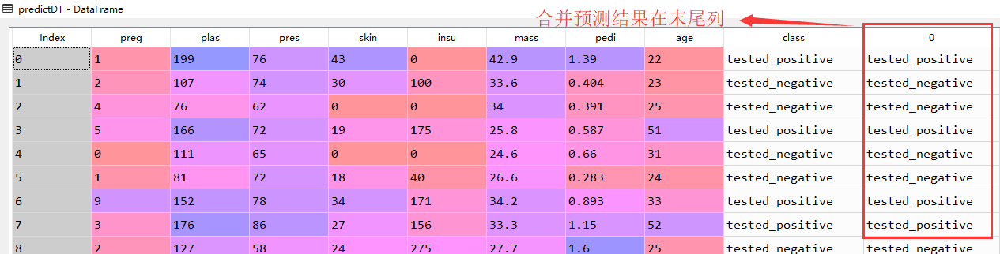 predictDT - DataFrame
合并预测结果在末尾列
Index preg plas pres skin insu mass pedi age class 0
0 1 199 76 43 0 42.9 1.39 22 tested_positive tested_positive
1 2 107 74 30 100 33.6 0.404 23 tested_negative tested_negative
2 4 76 62 0 0 34 0.391 25 tested_negative tested_negative
3 5 166 72 19 175 25.8 0.587 51 tested_positive tested_positive
4 0 111 65 0 0 24.6 0.66 31 tested_negative tested_negative
5 1 81 72 18 40 26.6 0.283 24 tested_negative tested_negative
6 9 152 78 34 171 34.2 0.893 33 tested_positive tested_positive
7 3 176 86 27 156 33.3 1.15 52 tested_positive tested_positive
8 2 127 58 24 275 27.7 1.6 25 tested_negative tested_negative